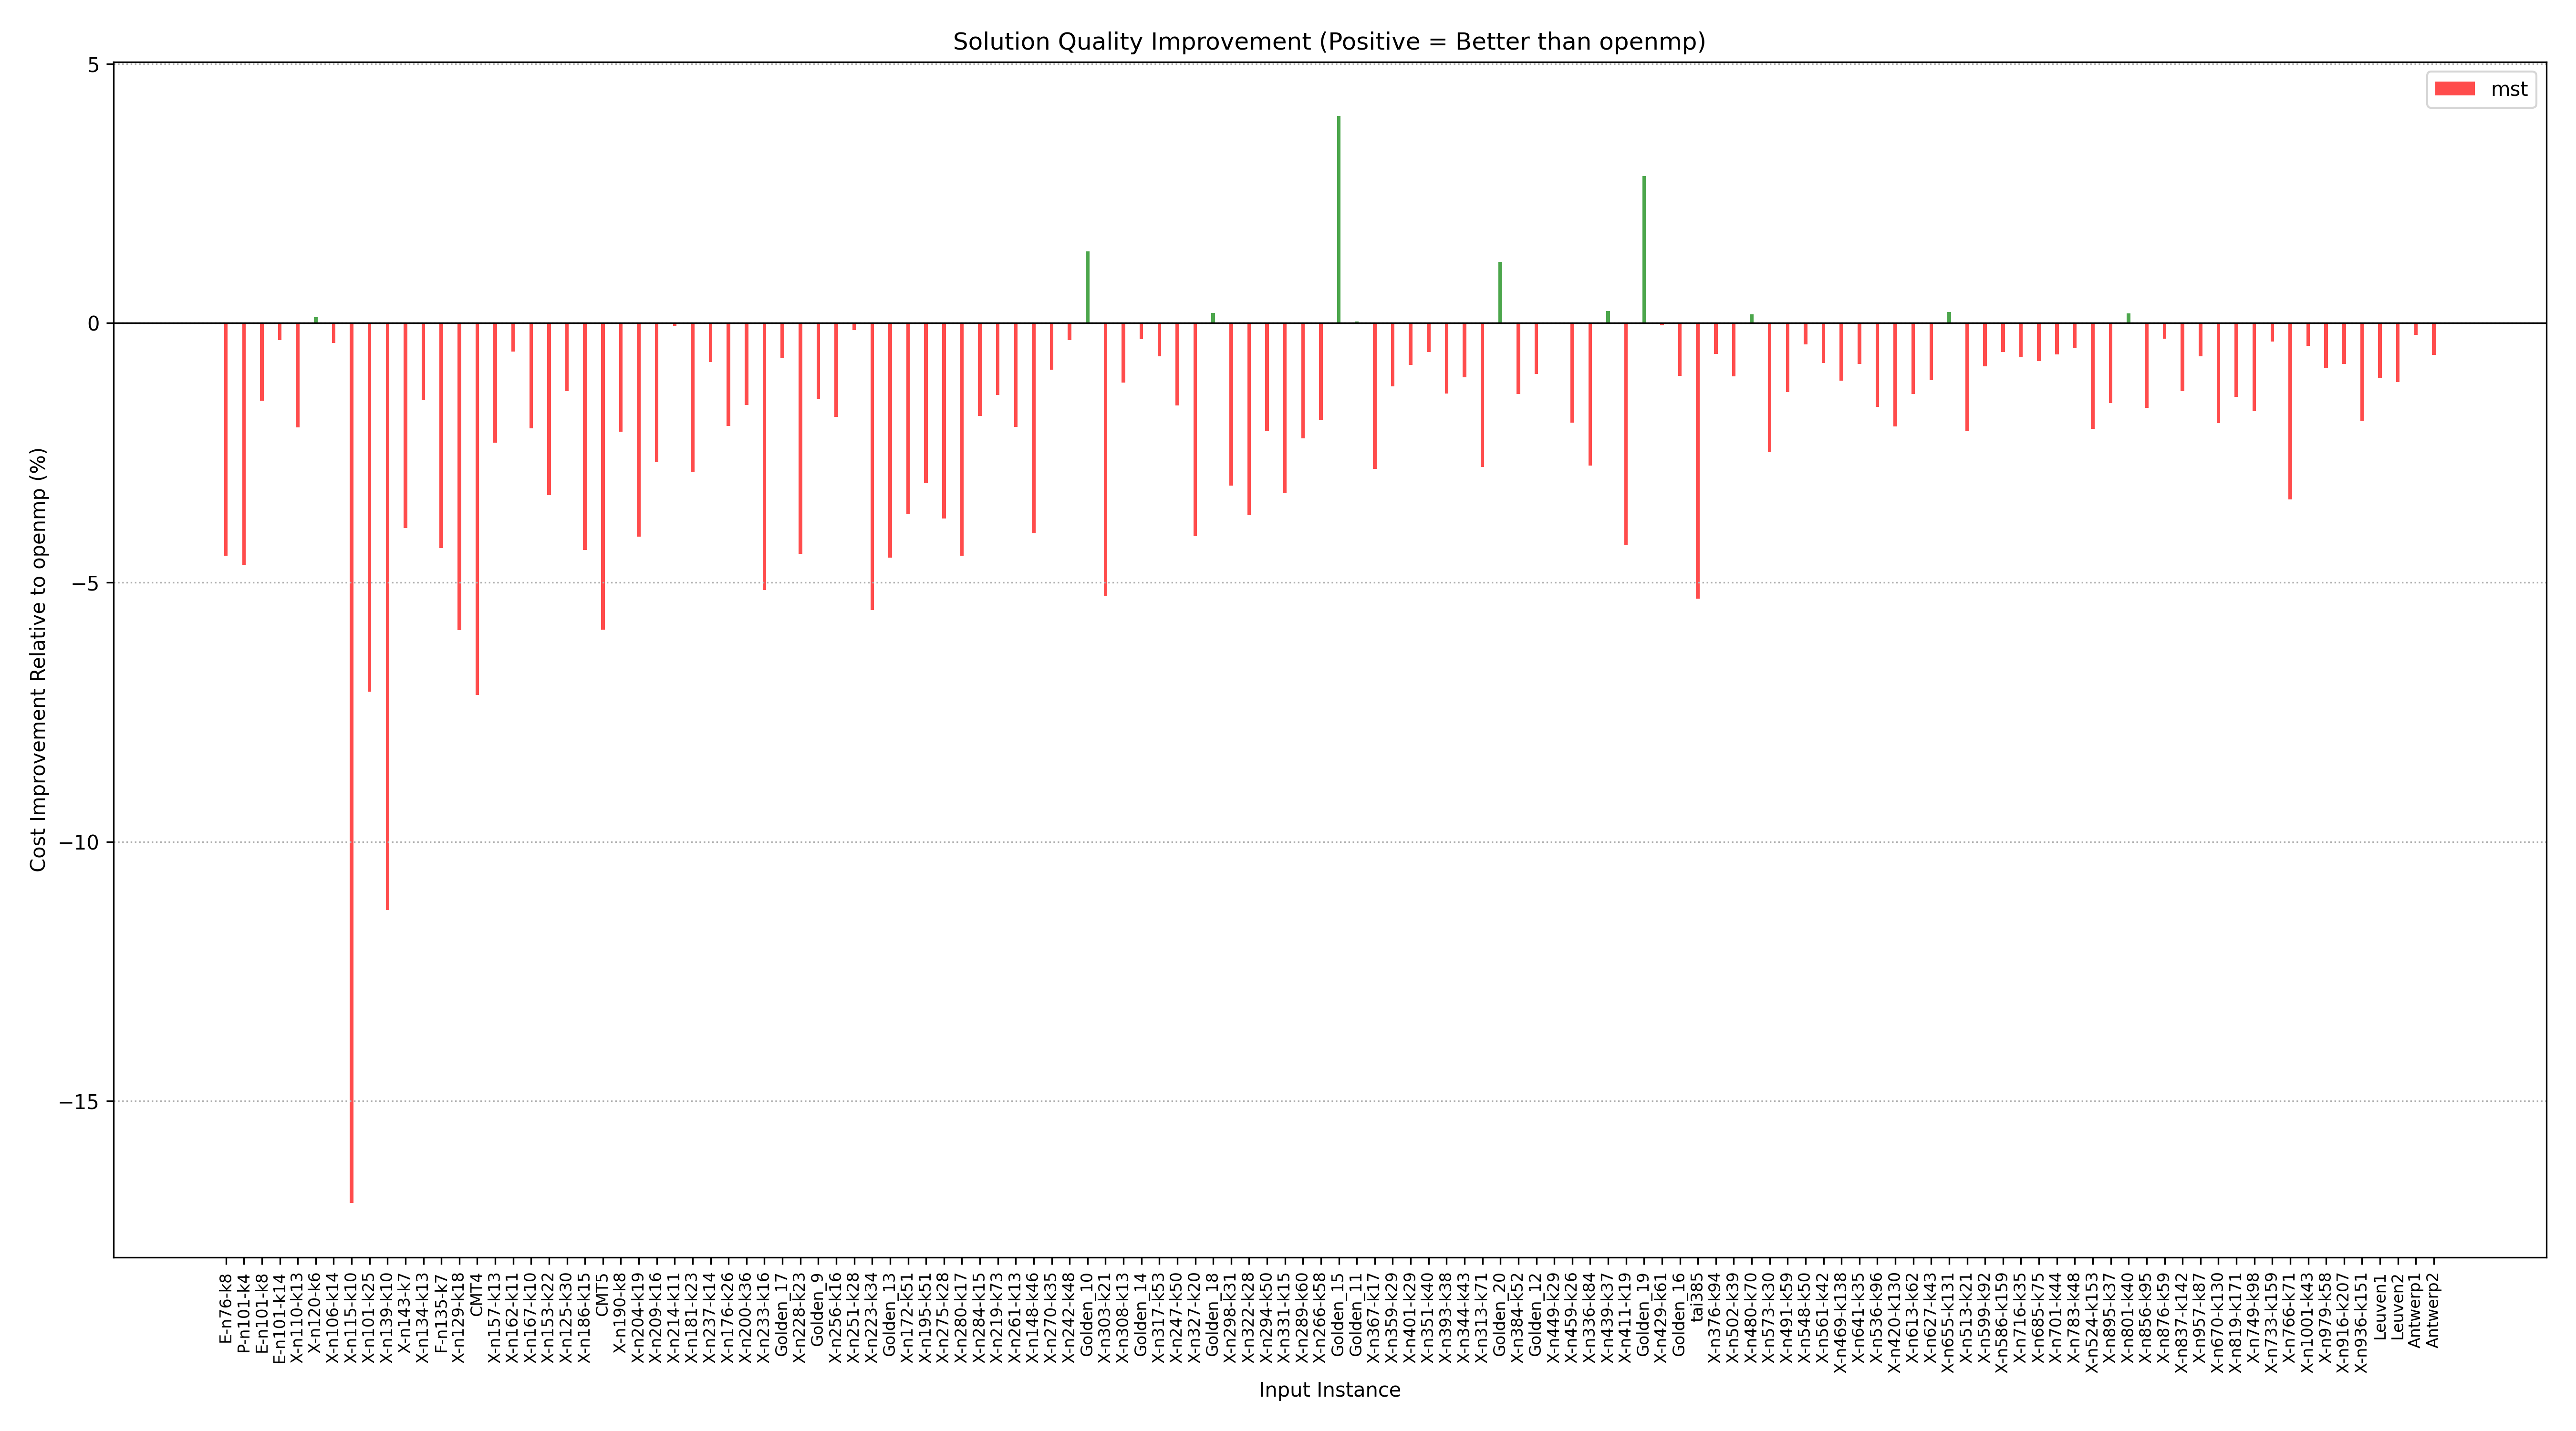 Solution Quality Improvement (Positive = Better than openmp)
mst
Cost Improvement Relative to openmp (%)
5
0
−5
−10
−15
E-n76-k8
P-n101-k4
E-n101-k8
E-n101-k14
X-n110-k13
X-n120-k6
X-n106-k14
X-n115-k10
X-n101-k25
X-n139-k10
X-n143-k7
X-n134-k13
F-n135-k7
X-n129-k18
CMT4
X-n157-k13
X-n162-k11
X-n167-k10
X-n153-k22
X-n125-k30
X-n186-k15
CMT5
X-n190-k8
X-n204-k19
X-n209-k16
X-n214-k11
X-n181-k23
X-n237-k14
X-n176-k26
X-n200-k36
X-n233-k16
Golden_17
X-n228-k23
Golden_9
X-n256-k16
X-n251-k28
X-n223-k34
Golden_13
X-n172-k51
X-n195-k51
X-n275-k28
X-n280-k17
X-n284-k15
X-n219-k73
X-n261-k13
X-n148-k46
X-n270-k35
X-n242-k48
Golden_10
X-n303-k21
X-n308-k13
Golden_14
X-n317-k53
X-n247-k50
X-n327-k20
Golden_18
X-n298-k31
X-n322-k28
X-n294-k50
X-n331-k15
X-n289-k60
X-n266-k58
Golden_15
Golden_11
X-n367-k17
X-n359-k29
X-n401-k29
X-n351-k40
X-n393-k38
X-n344-k43
X-n313-k71
Golden_20
X-n384-k52
Golden_12
X-n449-k29
X-n459-k26
X-n336-k84
X-n439-k37
X-n411-k19
Golden_19
X-n429-k61
Golden_16
tai385
X-n376-k94
X-n502-k39
X-n480-k70
X-n573-k30
X-n491-k59
X-n548-k50
X-n561-k42
X-n469-k138
X-n641-k35
X-n536-k96
X-n420-k130
X-n613-k62
X-n627-k43
X-n655-k131
X-n513-k21
X-n599-k92
X-n586-k159
X-n716-k35
X-n685-k75
X-n701-k44
X-n783-k48
X-n524-k153
X-n895-k37
X-n801-k40
X-n856-k95
X-n876-k59
X-n837-k142
X-n957-k87
X-n670-k130
X-n819-k171
X-n749-k98
X-n733-k159
X-n766-k71
X-n1001-k43
X-n979-k58
X-n916-k207
X-n936-k151
Leuven1
Leuven2
Antwerp1
Antwerp2
Input Instance